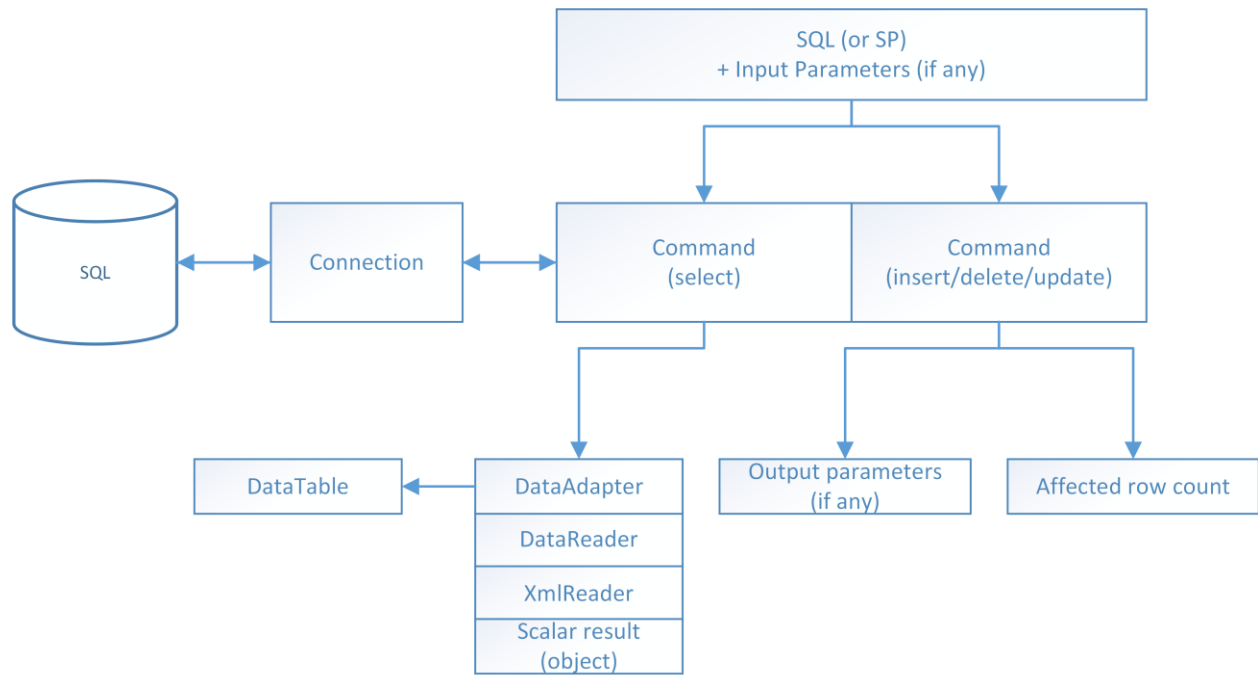 SQL (or SP)
+ Input Parameters (if any)
SQL
Connection
Command
(select)
Command
(insert/delete/update)
DataTable
DataAdapter
DataReader
XmlReader
Scalar result
(object)
Output parameters
(if any)
Affected row count